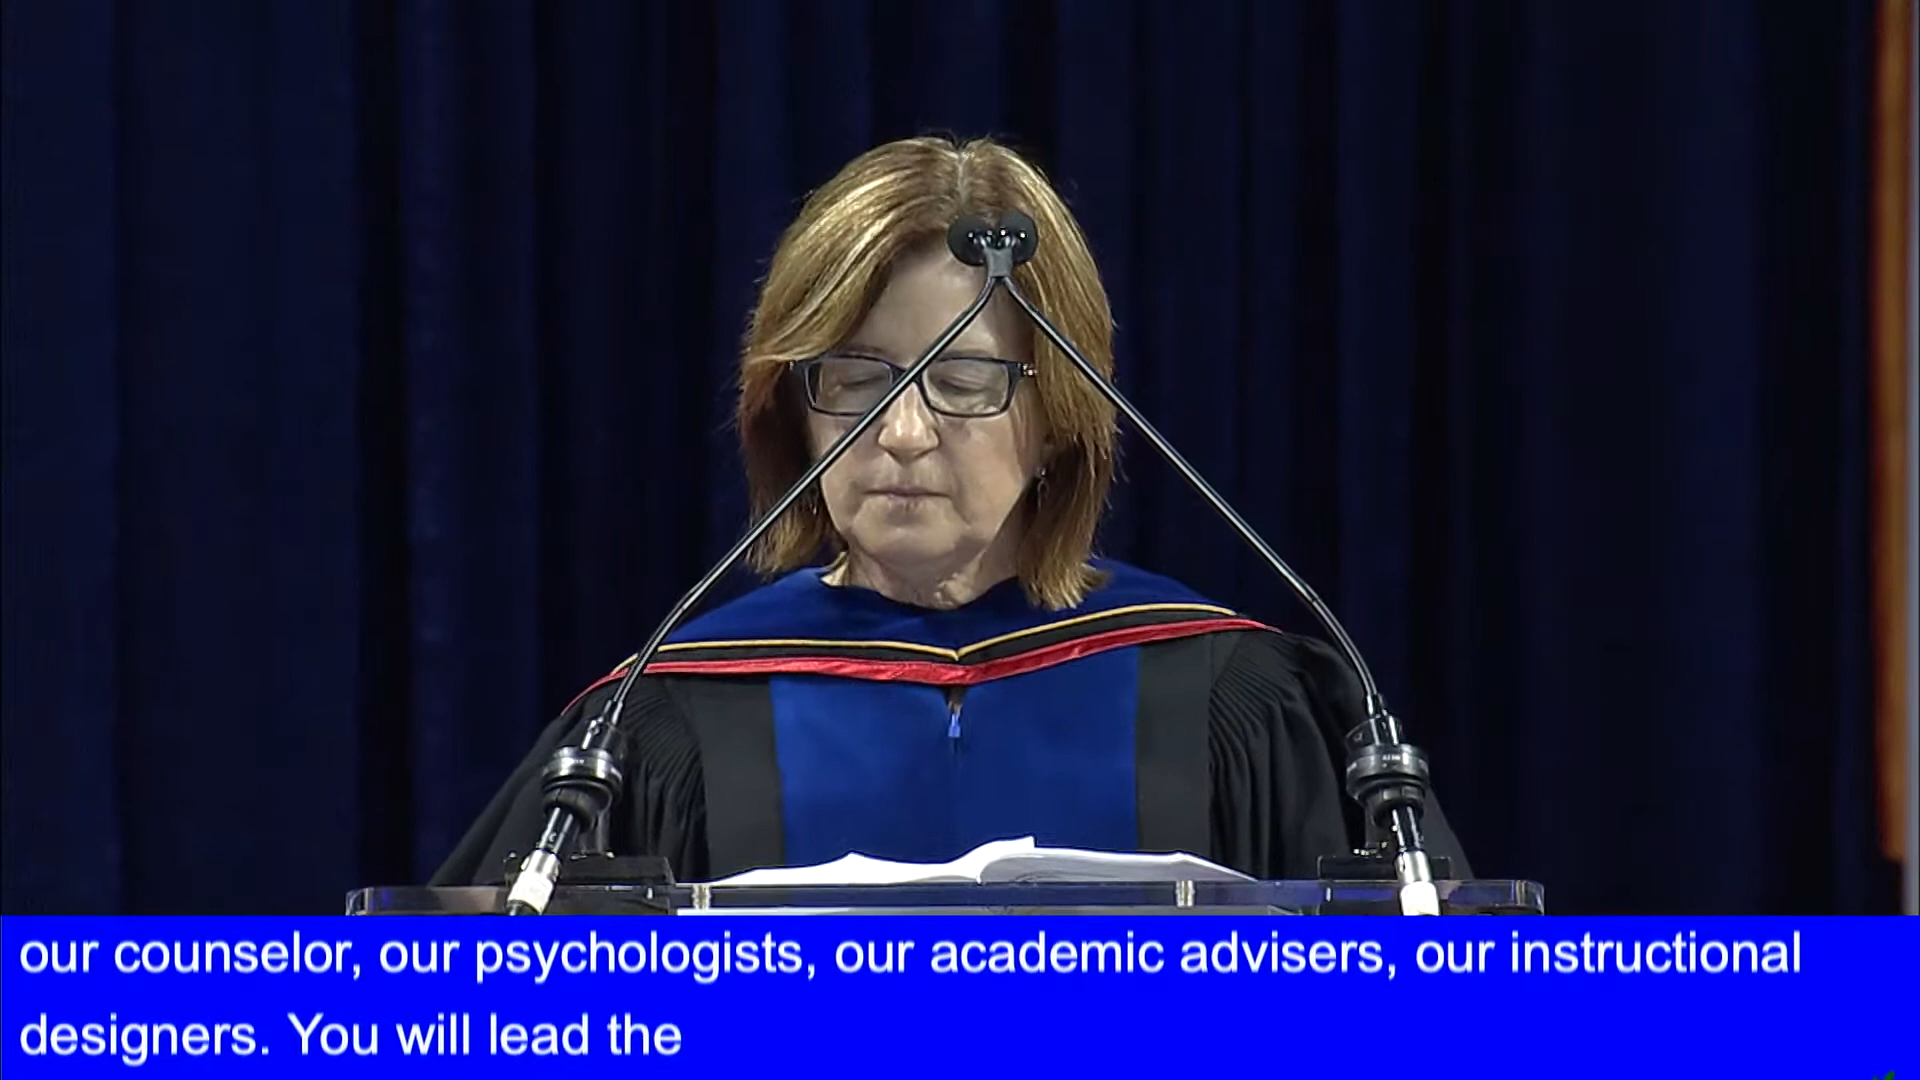 our counselor, our psychologists, our academic advisers, our instructional
designers. You will lead the